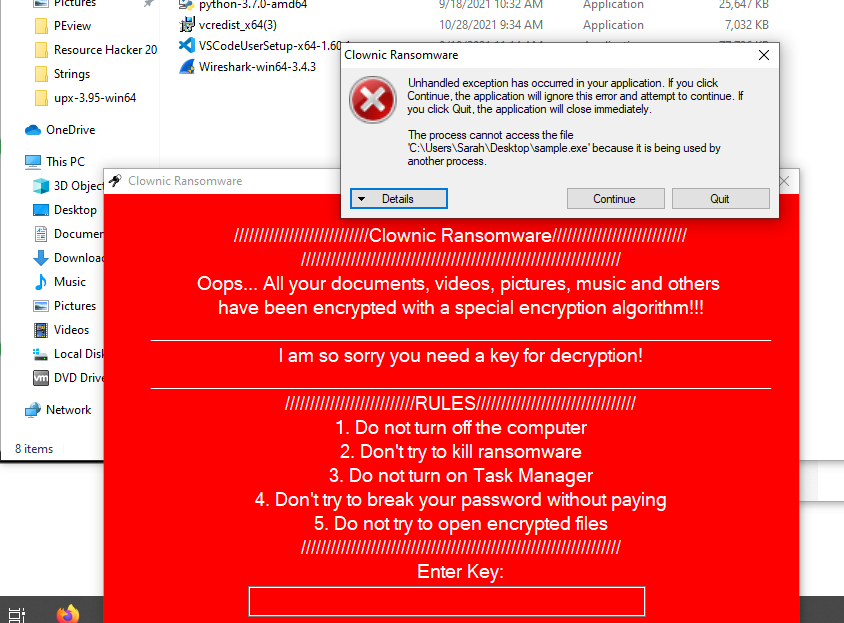 Pictures
python-3.7.0-amd64 9/18/2021 10:32 AM Application 25,647 KB
PEview
vcredist_x64(3) 10/28/2021 9:34 AM Application 7,032 KB
Resource Hacker 20
VSCodeUserSetup-x64-1.60
Strings
Wireshark-win64-3.4.3
upx-3.95-win64
OneDrive
This PC
3D Object
Desktop
Documen
Downloac
Music
Pictures
Videos
Local Disk
DVD Drive
Network
8 items
Clownic Ransomware
Unhandled exception has occurred in your application. If you click
Continue, the application will ignore this error and attempt to continue. If
you click Quit, the application will close immediately.
The process cannot access the file
'C:\Users\Sarah\Desktop\sample.exe' because it is being used by
another process.
Details Continue Quit
Clownic Ransomware
///////////////////////////Clownic Ransomware///////////////////////////
////////////////////////////////////////////////////////////////
Oops... All your documents, videos, pictures, music and others
have been encrypted with a special encryption algorithm!!!
I am so sorry you need a key for decryption!
//////////////////////////RULES////////////////////////////////
1. Do not turn off the computer
2. Don't try to kill ransomware
3. Do not turn on Task Manager
4. Don't try to break your password without paying
5. Do not try to open encrypted files
////////////////////////////////////////////////////////////////
Enter Key: